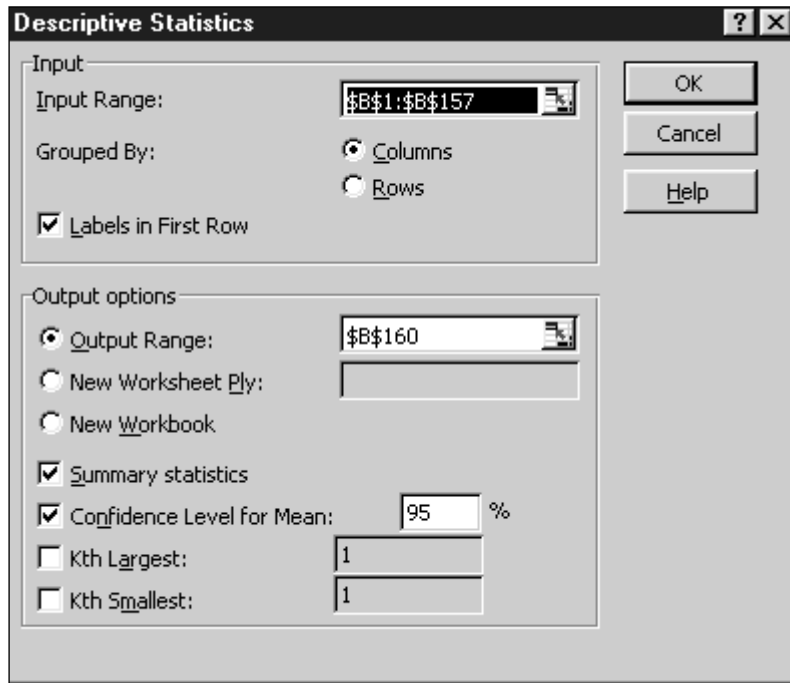 Descriptive Statistics
Input
Input Range: $B$1:$B$157
Grouped By: Columns
Rows
Labels in First Row
OK
Cancel
Help
Output options
Output Range: $B$160
New Worksheet Ply:
New Workbook
Summary statistics
Confidence Level for Mean: 95 %
Kth Largest: 1
Kth Smallest: 1